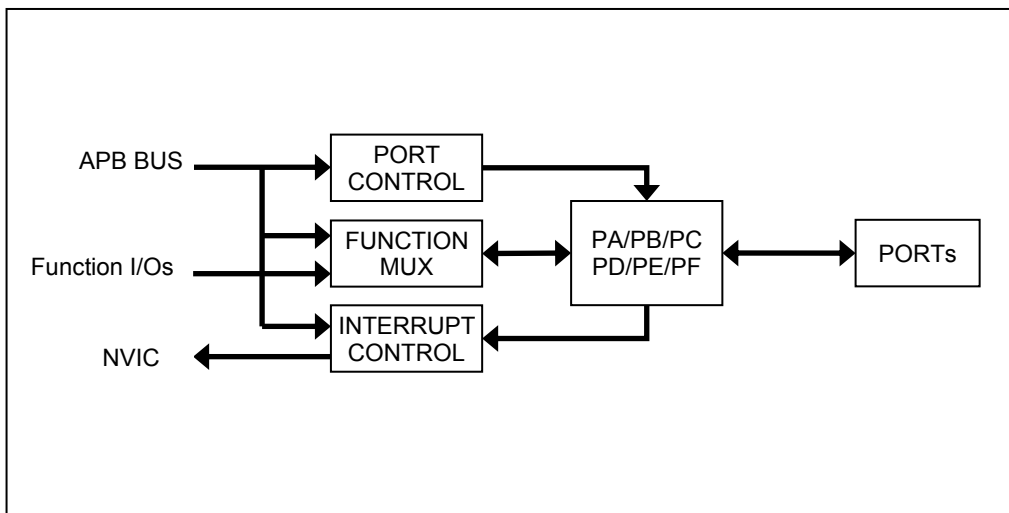 APB BUS
PORT
CONTROL
Function I/Os
FUNCTION
MUX
PA/PB/PC
PD/PE/PF
PORTs
NVIC
INTERRUPT
CONTROL